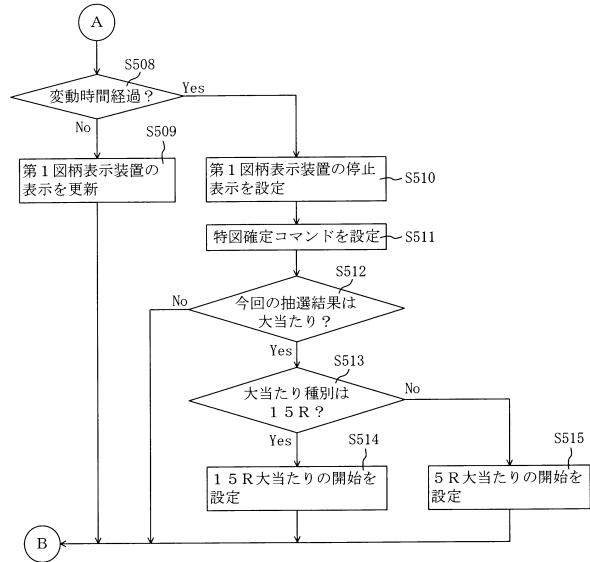 A
S508
変動時間経過？
Yes
No
S509
第１図柄表示装置の
表示を更新
第１図柄表示装置の停止
表示を設定
S510
特図確定コマンドを設定
S511
S512
No
今回の抽選結果は
大当たり？
Yes
S513
大当たり種別は
１５Ｒ？
No
Yes
S514
１５Ｒ大当たりの開始を
設定
S515
５Ｒ大当たりの開始を
設定
B